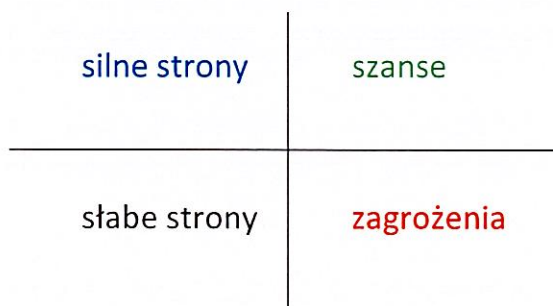 silne strony
szanse
słabe strony
zagrożenia